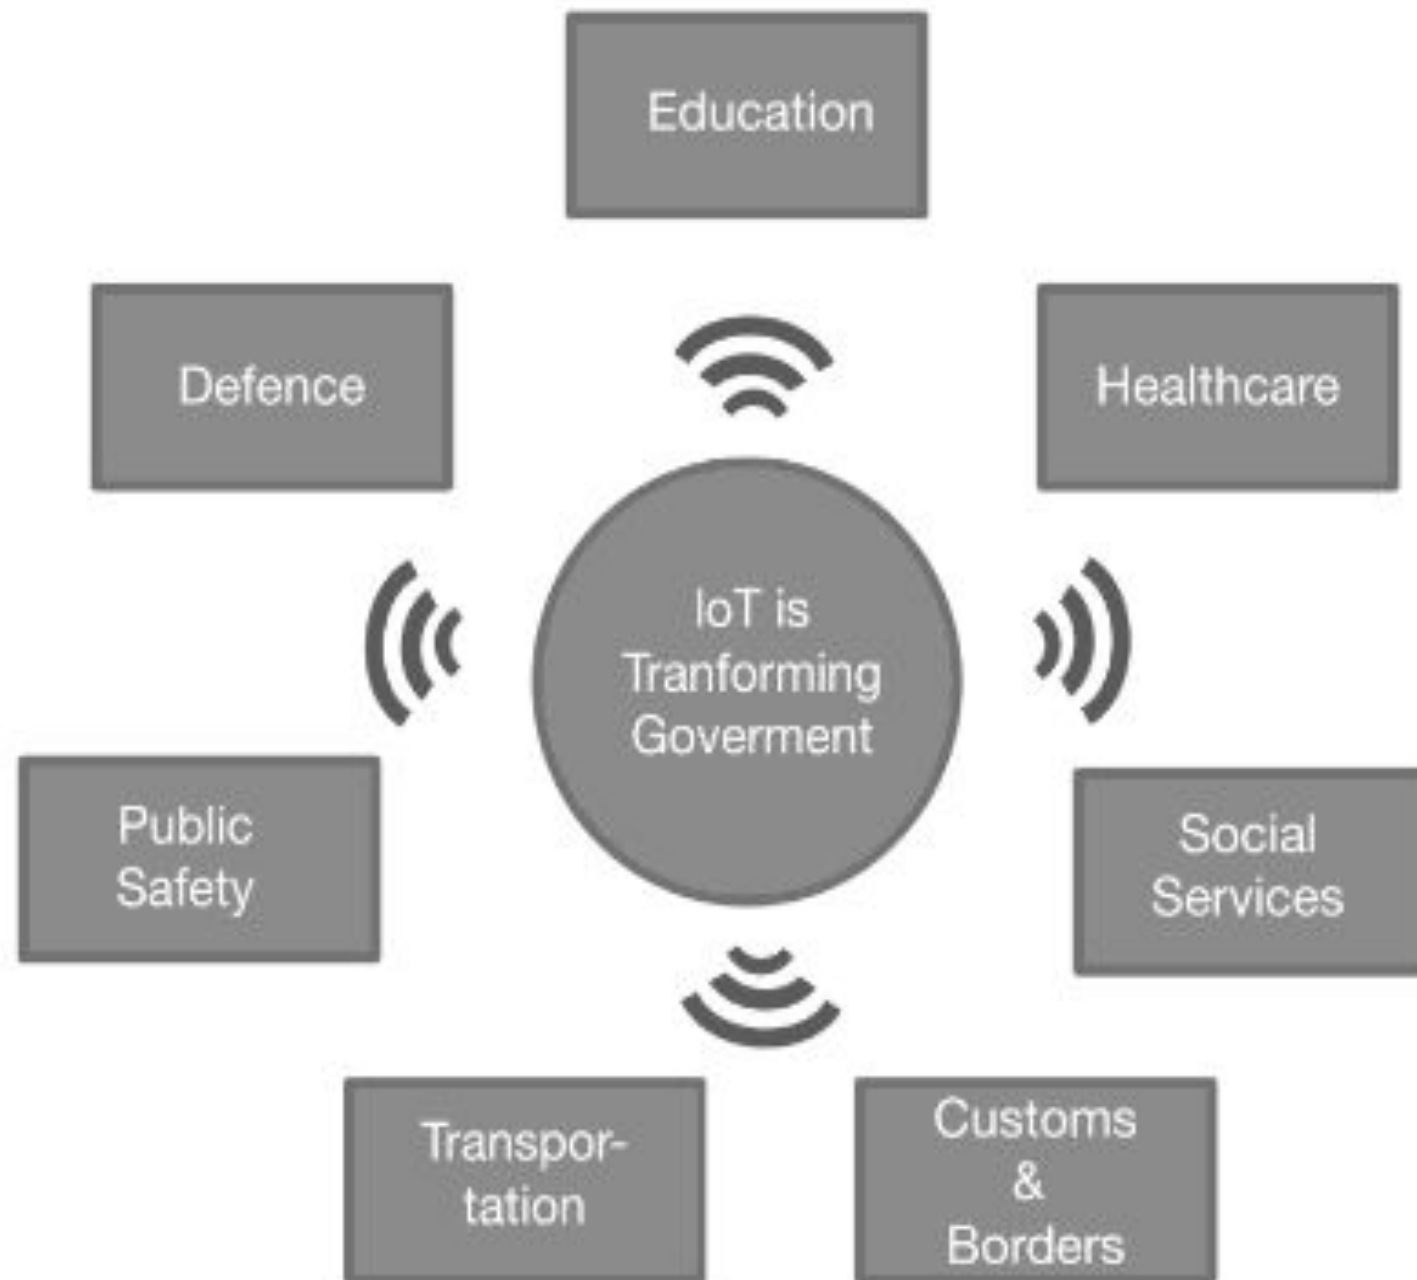 Education
Defence
Healthcare
IoT is
Tranforming
Goverment
Public
Safety
Social
Services
Transpor-
tation
Customs
&
Borders